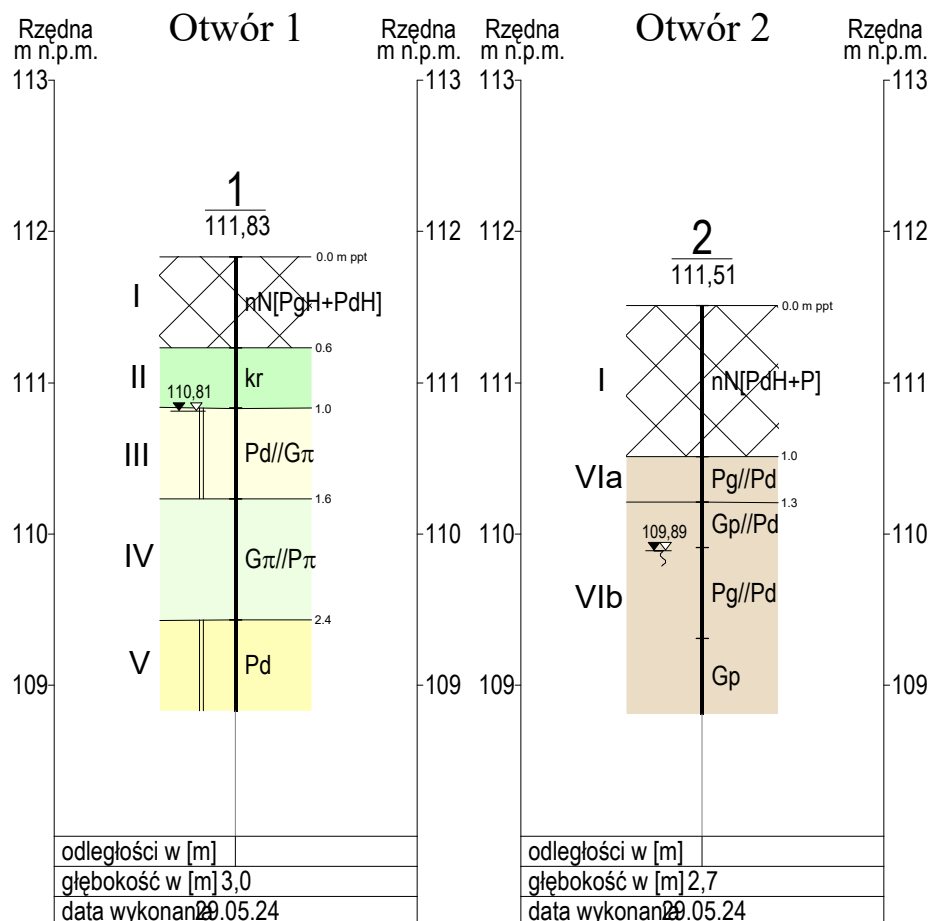 Otwór 1
Rzędna
m n.p.m.
Rzędna
m n.p.m.
113
113
112
112
111
110
109
109
1
111,83
0.0 m ppt
I
nN[PgH+PdH]
0.6
II
kr
110,81
1.0
III
Pd//Gπ
1.6
IV
Gπ//Pπ
2.4
V
Pd
odległości w [m]
głębokość w [m] 3,0
data wykonania 29.05.24
Otwór 2
Rzędna
m n.p.m.
Rzędna
m n.p.m.
113
113
112
112
111
111
110
110
109
109
2
111,51
0.0 m ppt
I
nN[PdH+P]
1.0
VIa
Pg//Pd
1.3
Gp//Pd
109,89
VIb
Pg//Pd
Gp
odległości w [m]
głębokość w [m] 2,7
data wykonania 29.05.24